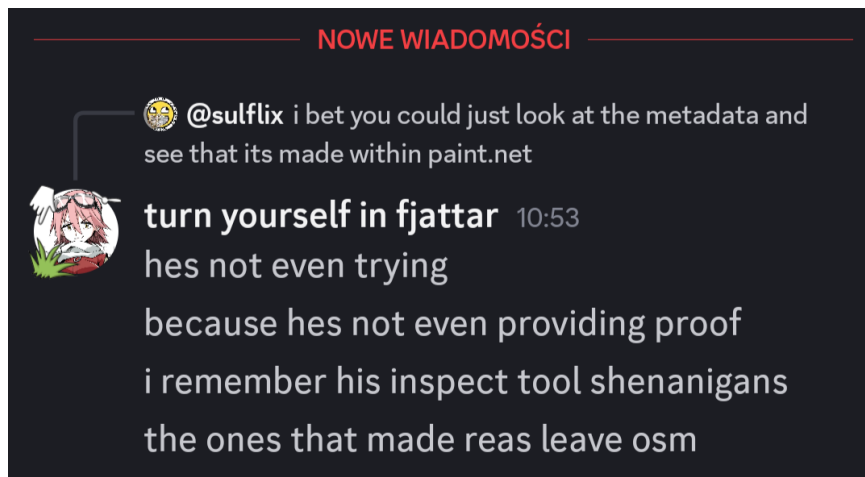 NOWE WIADOMOŚCI
@sulflix i bet you could just look at the metadata and
see that its made within paint.net
turn yourself in fjattar 10:53
hes not even trying
because hes not even providing proof
i remember his inspect tool shenanigans
the ones that made reas leave osm